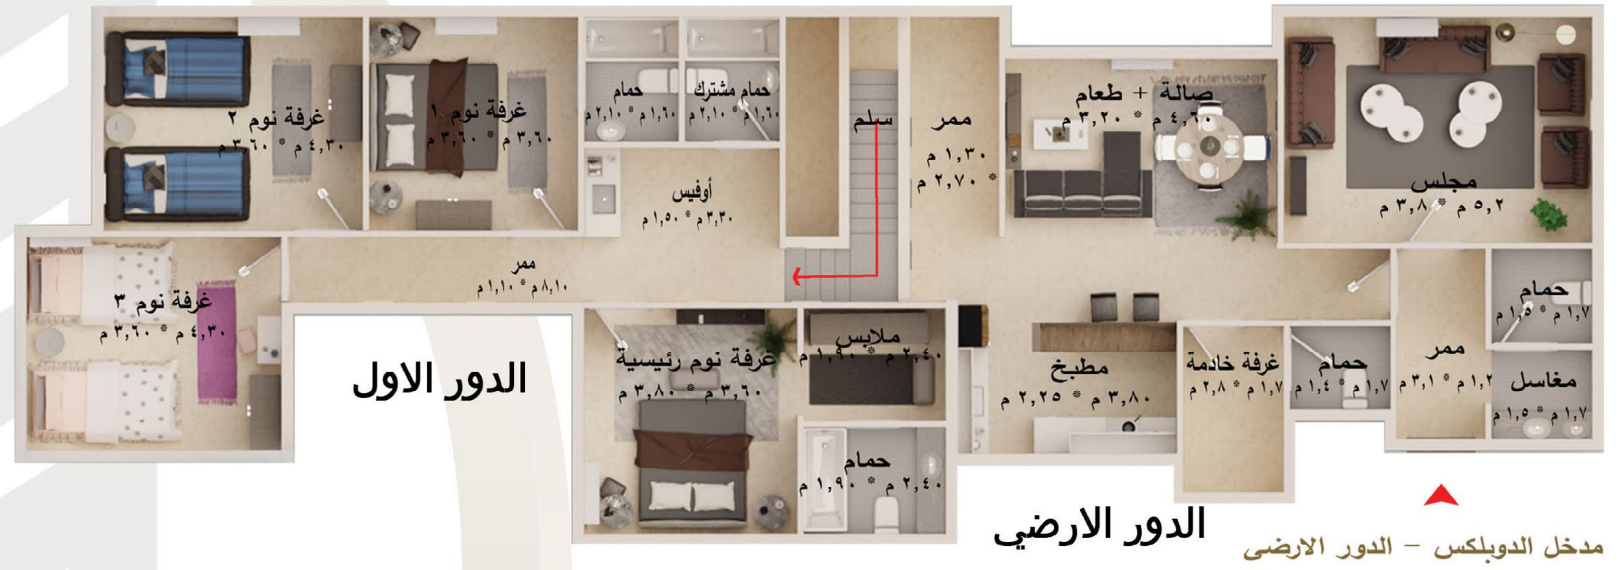 غرفة نوم ٢
٤,٣٠ م * ٣,٦٠ م
غرفة نوم ١
٣,٦٠ م * ٣,٦٠ م
حمام
١,٦٠ م * ٢,١٠ م
حمام مشترك
١,٦٠ م * ٢,١٠ م
سلم
ممر
١,٣٠ م
* ٢,٧٠ م
صالة + طعام
٤,٦٠ م * ٣,٢٠ م
مجلس
٥,٢ م * ٣,٨ م
أوفيس
٣,٣٠ م * ١,٥٠ م
ممر
٨,١٠ م * ١,١٠ م
غرفة نوم ٣
٤,٣٠ م * ٣,٦٠ م
الدور الاول
غرفة نوم رئيسية
٣,٦٠ م * ٣,٨٠ م
ملابس
٢,٤٠ م * ١,٩٠ م
حمام
٢,٤٠ م * ١,٩٠ م
مطبخ
٣,٨٠ م * ٢,٢٥ م
غرفة خادمة
١,٧ م * ٢,٨ م
حمام
١,٧ م * ١,٤ م
ممر
١,٢ م * ٣,١ م
حمام
١,٧ م * ١,٥ م
مغاسل
١,٧ م * ١,٥ م
الدور الارضي
مدخل الدوبلكس – الدور الارضى